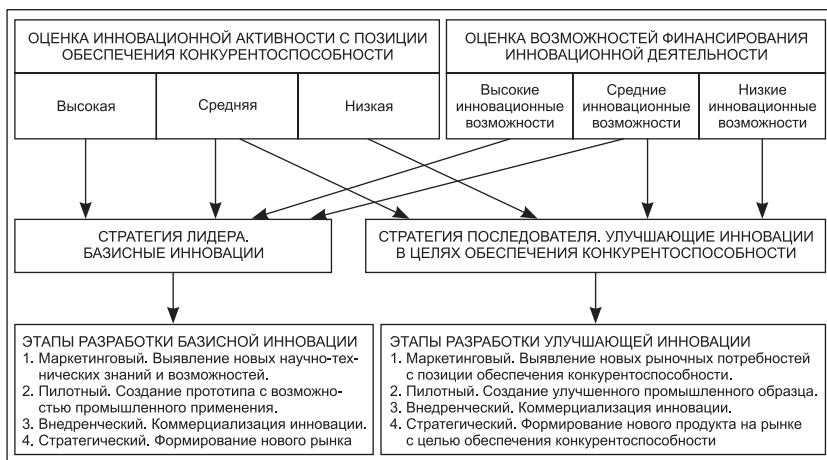 ОЦЕНКА ИННОВАЦИОННОЙ АКТИВНОСТИ С ПОЗИЦИИ
ОБЕСПЕЧЕНИЯ КОНКУРЕНТОСПОСОБНОСТИ
Высокая
Средняя
Низкая
ОЦЕНКА ВОЗМОЖНОСТЕЙ ФИНАНСИРОВАНИЯ
ИННОВАЦИОННОЙ ДЕЯТЕЛЬНОСТИ
Высокие
инновационные
возможности
Средние
инновационные
возможности
Низкие
инновационные
возможности
СТРАТЕГИЯ ЛИДЕРА.
БАЗИСНЫЕ ИННОВАЦИИ
СТРАТЕГИЯ ПОСЛЕДОВАТЕЛЯ. УЛУЧШАЮЩИЕ ИННОВАЦИИ
В ЦЕЛЯХ ОБЕСПЕЧЕНИЯ КОНКУРЕНТОСПОСОБНОСТИ
ЭТАПЫ РАЗРАБОТКИ БАЗИСНОЙ ИННОВАЦИИ
1. Маркетинговый. Выявление новых научно-тех-
нических знаний и возможностей.
2. Пилотный. Создание прототипа с возможно-
стью промышленного применения.
3. Внедренческий. Коммерциализация инновации.
4. Стратегический. Формирование нового рынка
ЭТАПЫ РАЗРАБОТКИ УЛУЧШАЮЩЕЙ ИННОВАЦИИ
1. Маркетинговый. Выявление новых рыночных потребностей
с позиции обеспечения конкурентоспособности.
2. Пилотный. Создание улучшенного промышленного образца.
3. Внедренческий. Коммерциализация инновации.
4. Стратегический. Формирование нового продукта на рынке
с целью обеспечения конкурентоспособности